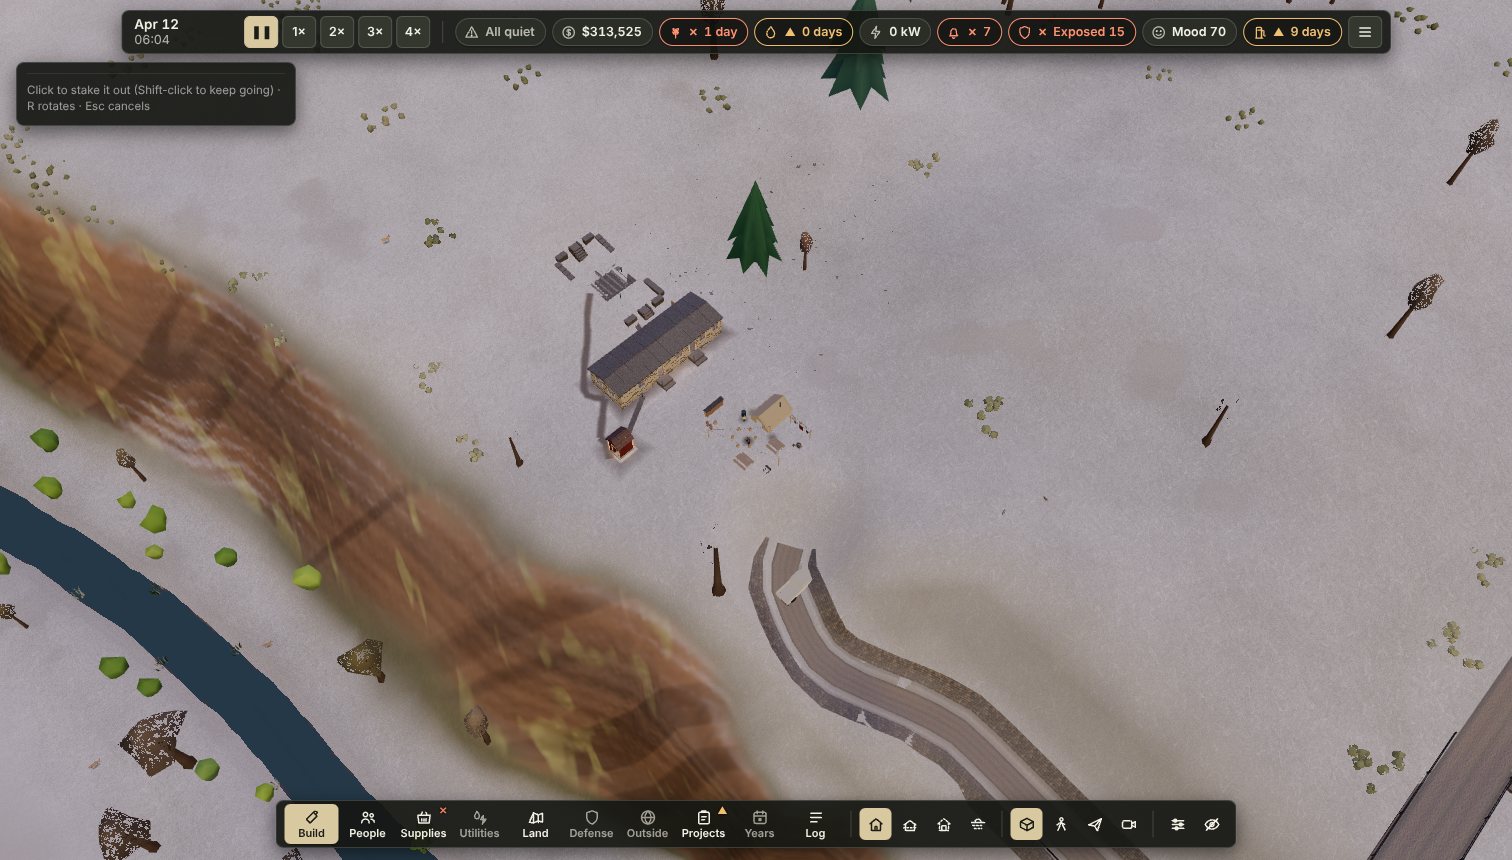 Apr 12
06:04
1×
2×
3×
4×
All quiet
$313,525
1 day
0 days
0 kW
7
Exposed 15
Mood 70
9 days
Click to stake it out (Shift-click to keep going) ·
R rotates · Esc cancels
Build
People
Supplies
Utilities
Land
Defense
Outside
Projects
Years
Log